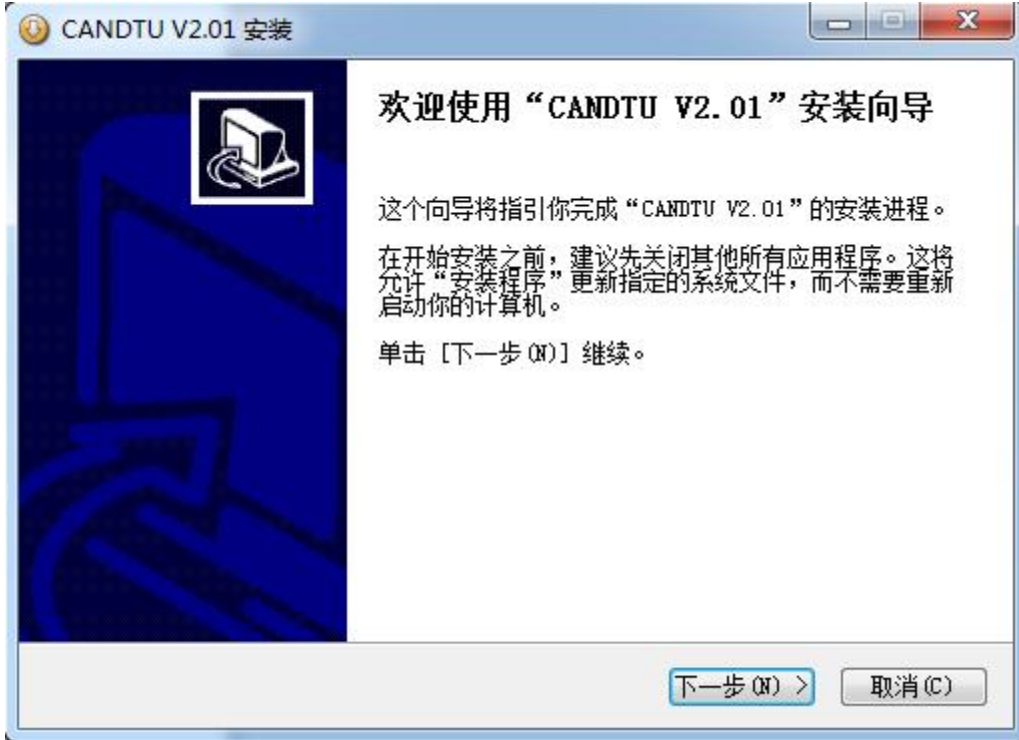 CANDTU V2.01 安装
欢迎使用“CANDTU V2.01”安装向导
这个向导将指引你完成“CANDTU V2.01”的安装进程。
在开始安装之前，建议先关闭其他所有应用程序。这将
允许“安装程序”更新指定的系统文件，而不需要重新
启动你的计算机。
单击 [下一步(N)] 继续。
下一步(N) >
取消(C)